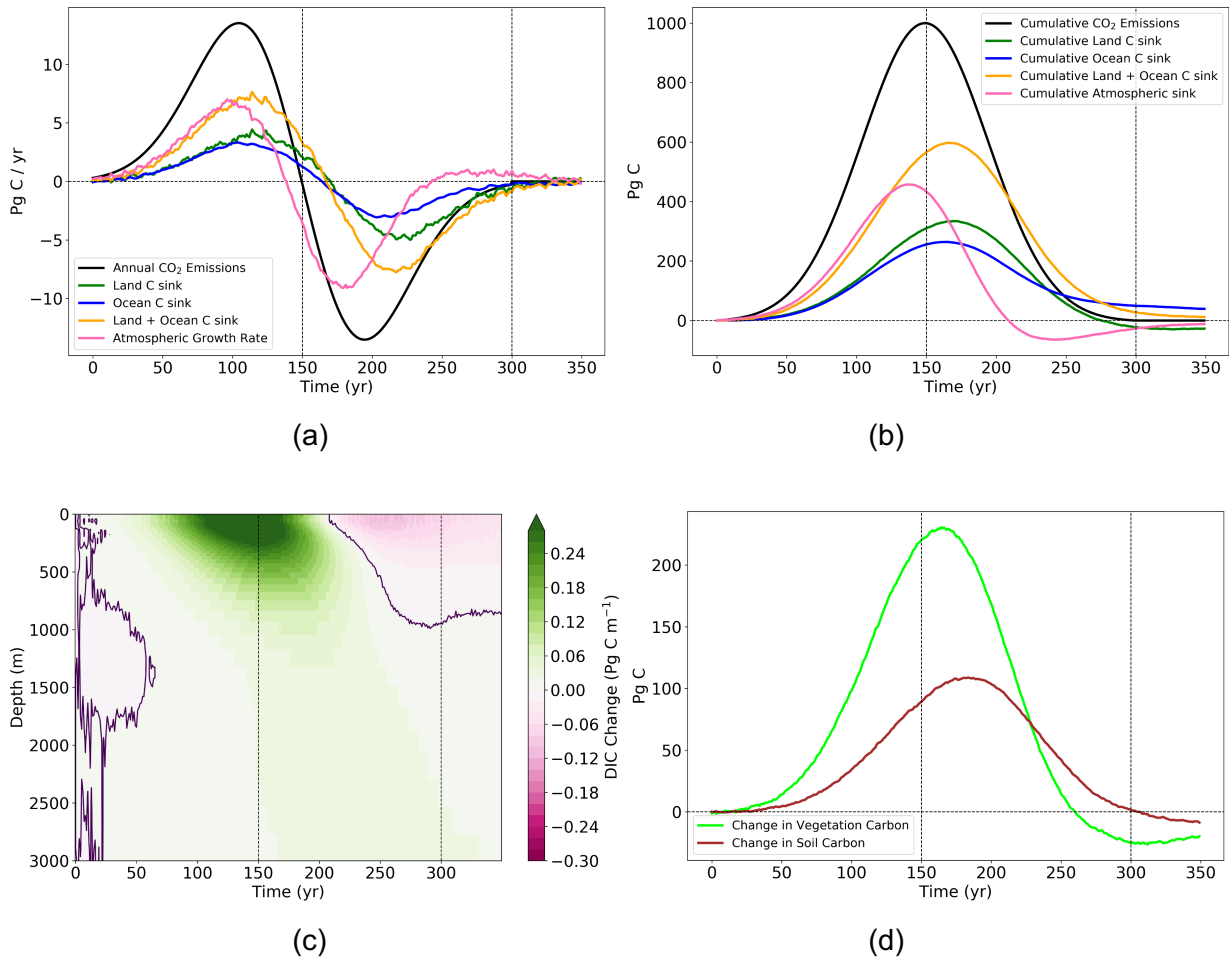 10
5
0
−5
−10
Pg C / yr
Annual CO₂ Emissions
Land C sink
Ocean C sink
Land + Ocean C sink
Atmospheric Growth Rate
0 50 100 150 200 250 300 350
Time (yr)
(a)
1000
800
600
400
200
0
Pg C
Cumulative CO₂ Emissions
Cumulative Land C sink
Cumulative Ocean C sink
Cumulative Land + Ocean C sink
Cumulative Atmospheric sink
0 50 100 150 200 250 300 350
Time (yr)
(b)
0
500
1000
1500
2000
2500
3000
Depth (m)
0 50 100 150 200 250 300
Time (yr)
0.24
0.18
0.12
0.06
0.00
−0.06
−0.12
−0.18
−0.24
−0.30
DIC Change (Pg C m⁻¹)
(c)
200
150
100
50
0
Pg C
Change in Vegetation Carbon
Change in Soil Carbon
0 50 100 150 200 250 300 350
Time (yr)
(d)